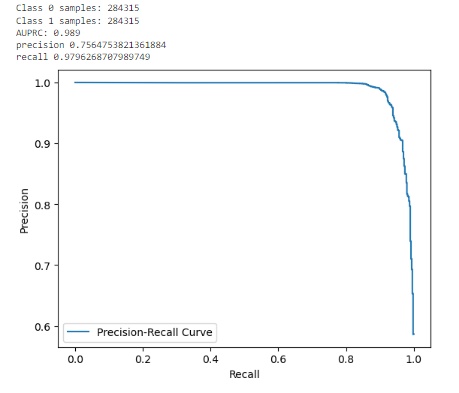 Class 0 samples: 284315
Class 1 samples: 284315
AUPRC: 0.989
precision 0.7564753821361884
recall 0.9796268707989749
1.0
0.9
0.8
0.7
0.6
Precision
Precision-Recall Curve
0.0 0.2 0.4 0.6 0.8 1.0
Recall